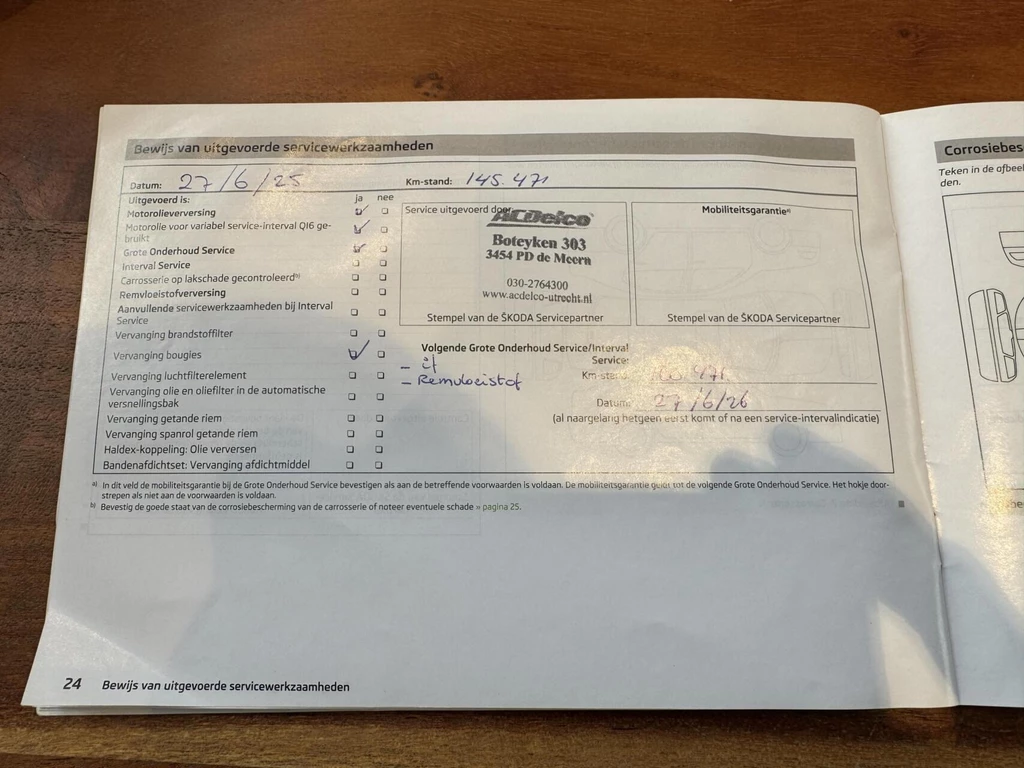 Bewijs van uitgevoerde servicewerkzaamheden
Datum: 27/6/25
Km-stand: 145.471
Uitgevoerd is:
ja nee
Motorolieverversing
Motorolie voor variabel service-interval QI6 ge-
bruikt
Grote Onderhoud Service
Interval Service
Carrosserie op lakschade gecontroleerd b)
Remvloeistofverversing
Aanvullende servicewerkzaamheden bij Interval
Service
Vervanging brandstoffilter
Vervanging bougies
Vervanging luchtfilterelement
Vervanging olie en oliefilter in de automatische
versnellingsbak
Vervanging getande riem
Vervanging spanrol getande riem
Haldex-koppeling: Olie verversen
Bandenafdichtset: Vervanging afdichtmiddel
Service uitgevoerd door:
ACDelco
Boteyken 303
3454 PD de Meern
030-2764300
www.acdelco-utrecht.nl
Stempel van de ŠKODA Servicepartner
Mobiliteitsgarantie a)
Stempel van de ŠKODA Servicepartner
Volgende Grote Onderhoud Service/Interval
Service:
- Remvloeistof
Km-stand:
Datum: 27/6/26
(al naargelang hetgeen eerst komt of na een service-intervalindicatie)
a) In dit veld de mobiliteitsgarantie bij de Grote Onderhoud Service bevestigen als aan de betreffende voorwaarden is voldaan. De mobiliteitsgarantie geldt tot de volgende Grote Onderhoud Service. Het hokje door-
strepen als niet aan de voorwaarden is voldaan.
b) Bevestig de goede staat van de corrosiebescherming van de carrosserie of noteer eventuele schade » pagina 25.
24 Bewijs van uitgevoerde servicewerkzaamheden
Corrosiebes
Teken in de afbeel
den.